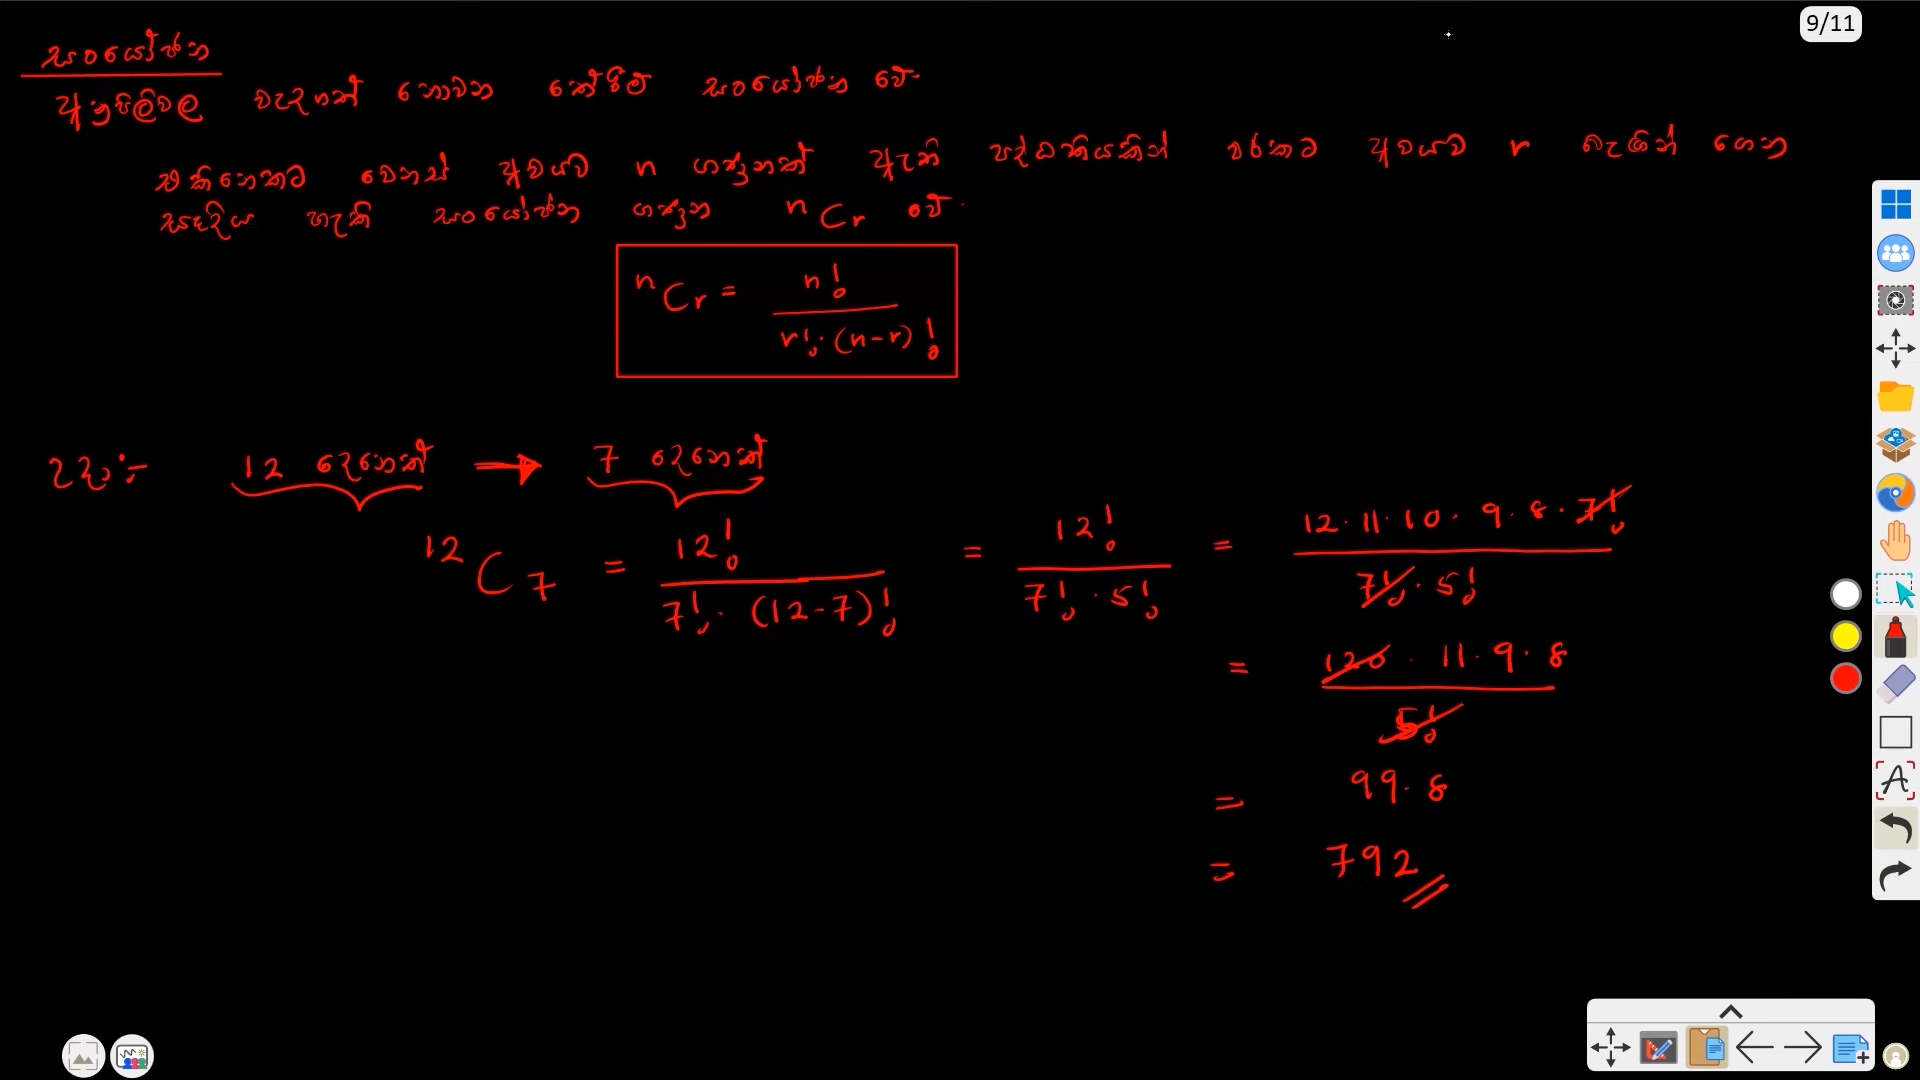 9/11
සංයෝජන
අනුපිලිවල වැදගත් නොවන තේරීම් සංයෝජන වේ.
එකිනෙකට වෙනස් අවයව n ගණනක් ඇති පද්ධතියකින් වරකට අවයව r බැගින් ගෙන
සෑදිය හැකි සංයෝජන ගණන ⁿCᵣ වේ.
ⁿCᵣ = n! / r!·(n-r)!
උදා:- 12 දෙනෙක් → 7 දෙනෙක්
¹²C₇ = 12! / 7!·(12-7)! = 12! / 7!·5! = 12·11·10·9·8·7! / 7!·5!
= 120·11·9·8 / 5!
= 99·8
= 792